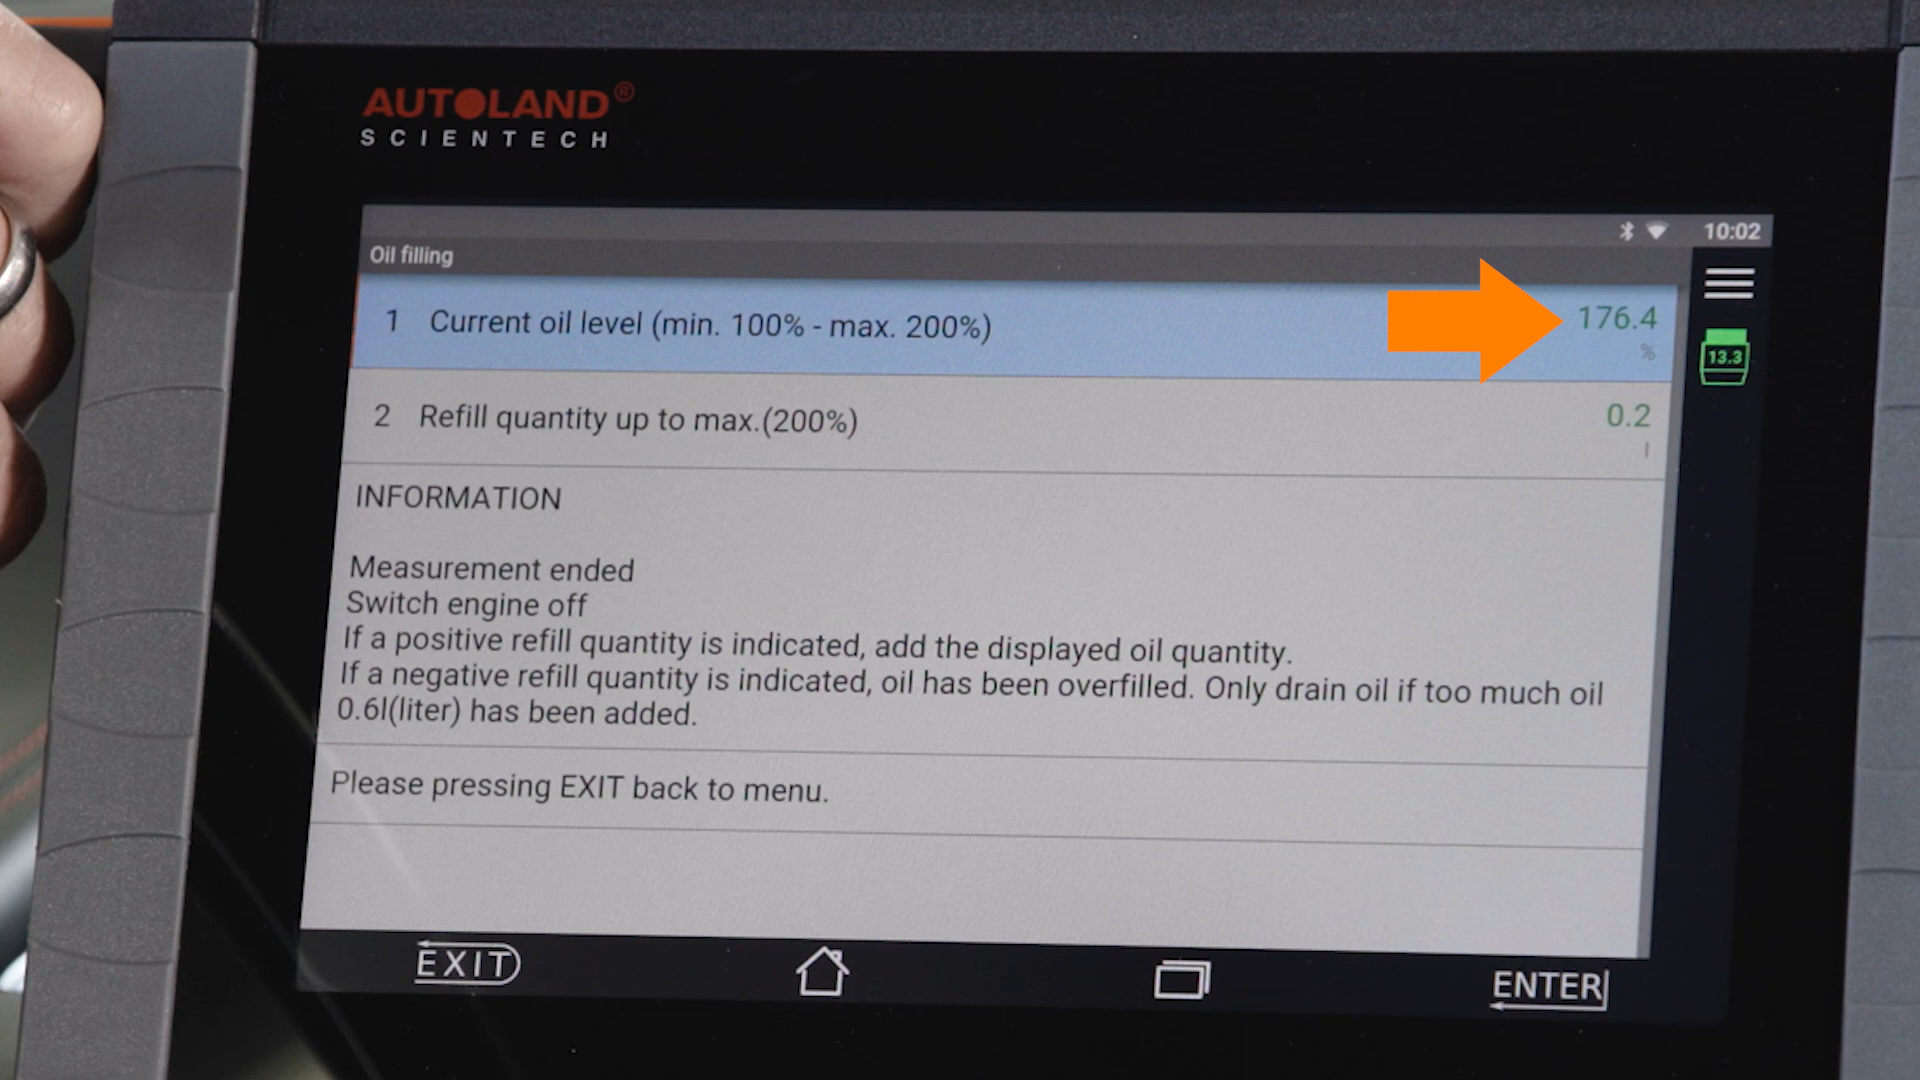 AUTOLAND®
SCIENTECH
10:02
Oil filling
1 Current oil level (min. 100% - max. 200%) 176.4
%
13.3
2 Refill quantity up to max.(200%) 0.2
l
INFORMATION
Measurement ended
Switch engine off
If a positive refill quantity is indicated, add the displayed oil quantity.
If a negative refill quantity is indicated, oil has been overfilled. Only drain oil if too much oil
0.6l(liter) has been added.
Please pressing EXIT back to menu.
EXIT
ENTER